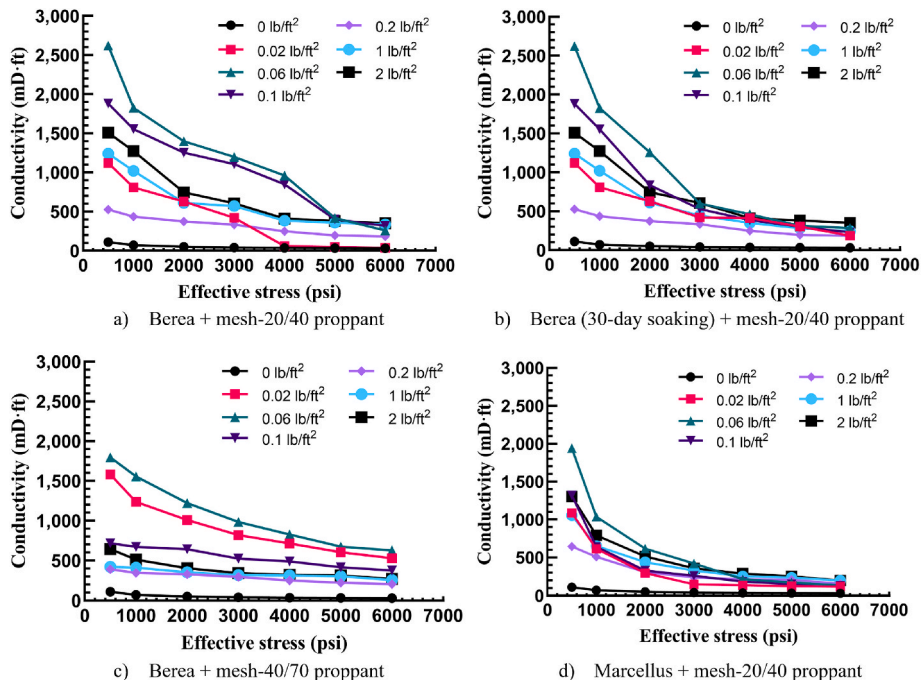 3,000
2,500
2,000
1,500
1,000
500
0
Conductivity (mD·ft)
0 lb/ft²
0.02 lb/ft²
0.06 lb/ft²
0.1 lb/ft²
0.2 lb/ft²
1 lb/ft²
2 lb/ft²
0 1000 2000 3000 4000 5000 6000 7000
Effective stress (psi)
a) Berea + mesh-20/40 proppant
3,000
2,500
2,000
1,500
1,000
500
0
Conductivity (mD·ft)
0 lb/ft²
0.02 lb/ft²
0.06 lb/ft²
0.1 lb/ft²
0.2 lb/ft²
1 lb/ft²
2 lb/ft²
0 1000 2000 3000 4000 5000 6000 7000
Effective stress (psi)
b) Berea (30-day soaking) + mesh-20/40 proppant
3,000
2,500
2,000
1,500
1,000
500
0
Conductivity (mD·ft)
0 lb/ft²
0.02 lb/ft²
0.06 lb/ft²
0.1 lb/ft²
0.2 lb/ft²
1 lb/ft²
2 lb/ft²
0 1000 2000 3000 4000 5000 6000 7000
Effective stress (psi)
c) Berea + mesh-40/70 proppant
3,000
2,500
2,000
1,500
1,000
500
0
Conductivity (mD·ft)
0 lb/ft²
0.02 lb/ft²
0.06 lb/ft²
0.1 lb/ft²
0.2 lb/ft²
1 lb/ft²
2 lb/ft²
0 1000 2000 3000 4000 5000 6000 7000
Effective stress (psi)
d) Marcellus + mesh-20/40 proppant